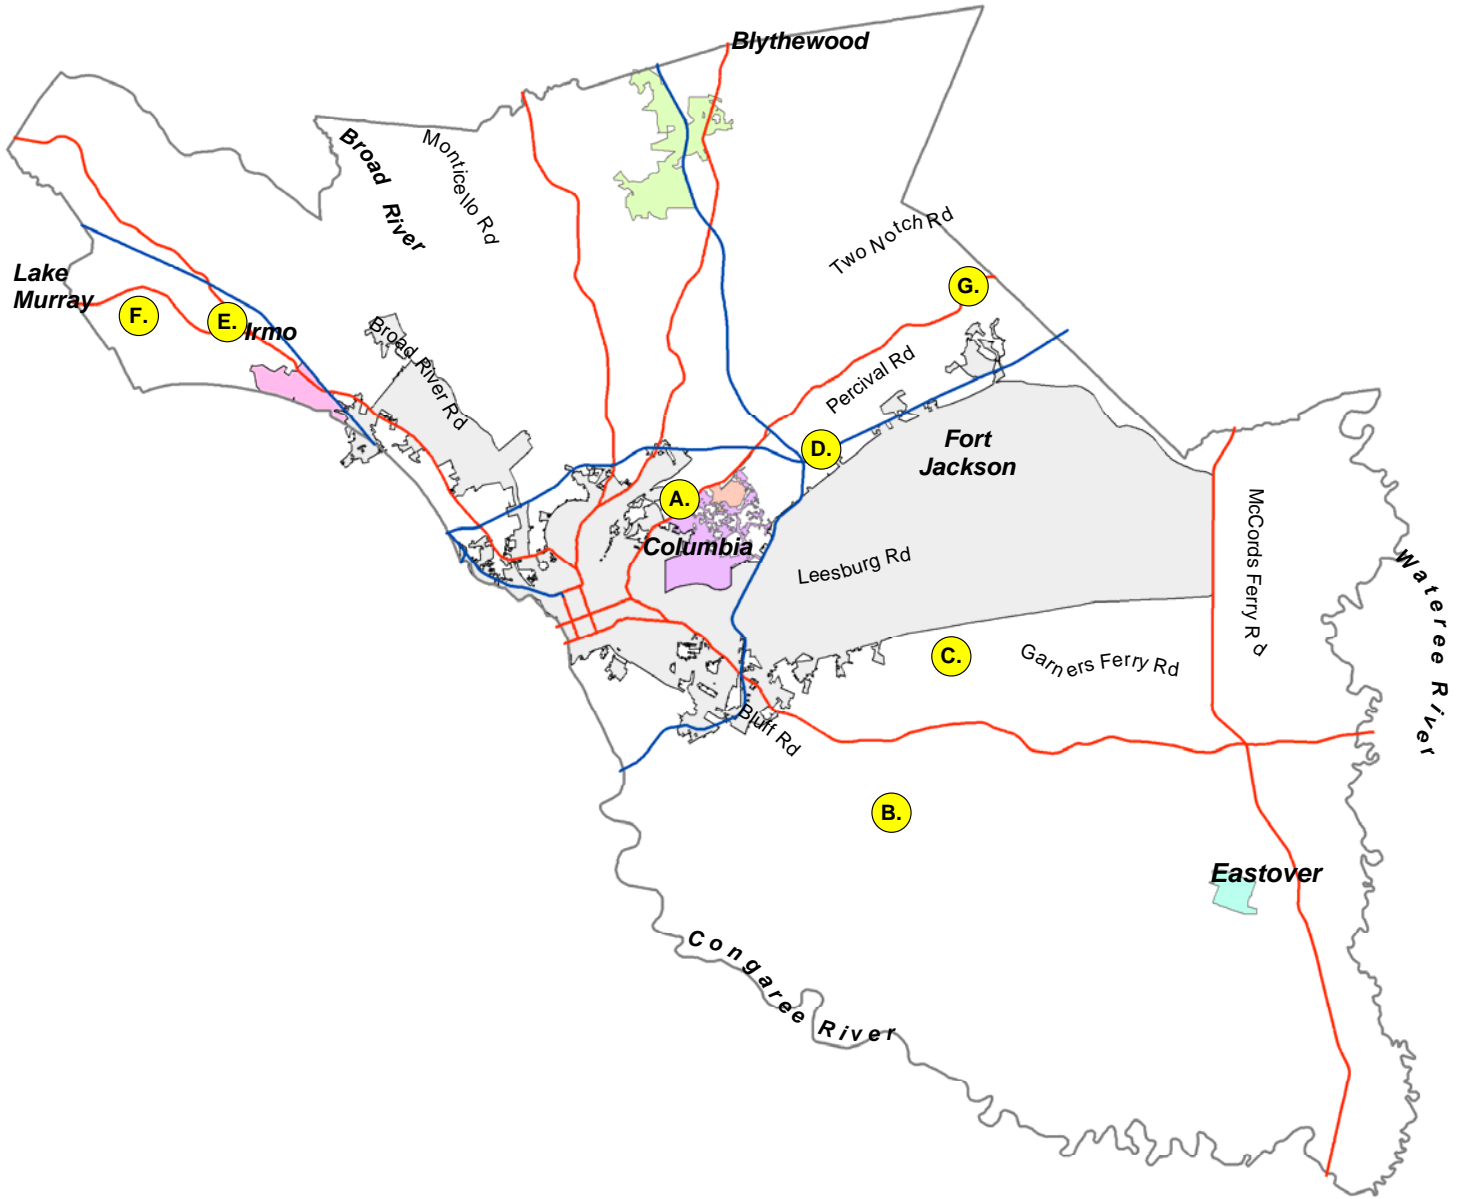 Blythewood
Broad River
Monticello Rd
Two Notch Rd
Lake
Murray
G.
F.
E.
Irmo
Broad River Rd
Percival Rd
D.
Fort
Jackson
A.
Columbia
Leesburg Rd
McCords Ferry Rd
Wateree River
C.
Garners Ferry Rd
Bluff Rd
B.
Eastover
Congaree River